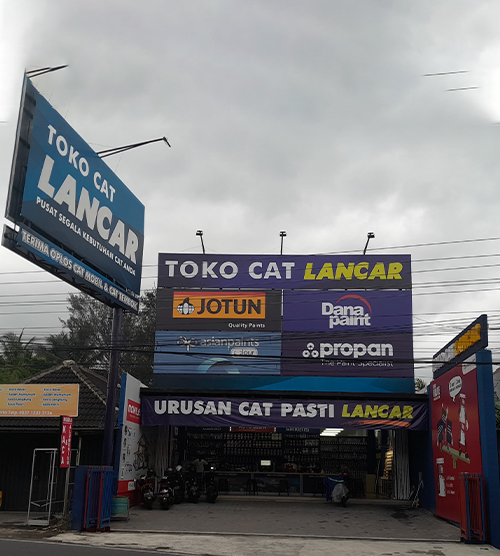 TOKO CAT
LANCAR
PUSAT SEGALA KEBUTUHAN CAT ANDA
TERIMA OPLOS CAT MOBIL & CAT TEMBOK
TOKO CAT LANCAR
JOTUN
Quality Paints
Dana
paint
asianpaints
propan
The Paint Specialist
URUSAN CAT PASTI LANCAR